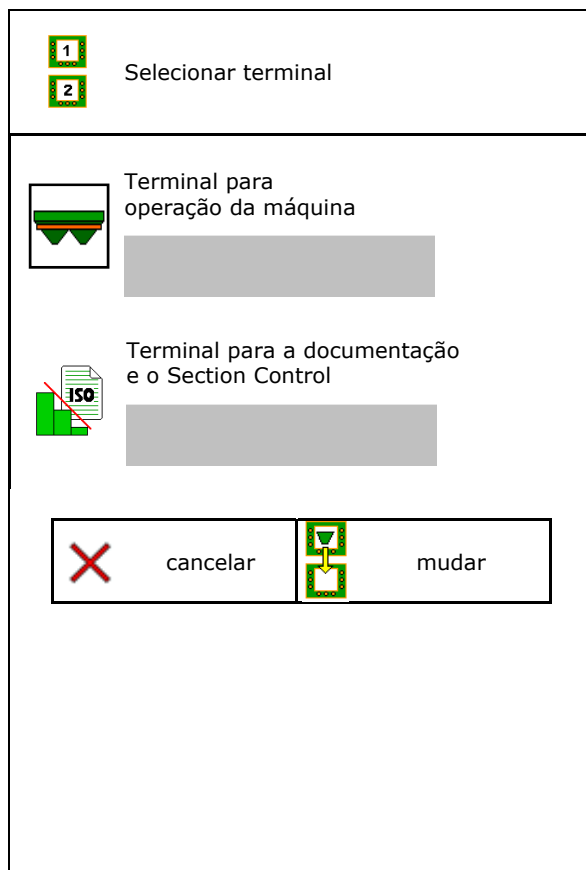 1
2
Selecionar terminal
Terminal para
operação da máquina
Terminal para a documentação
e o Section Control
ISO
cancelar
mudar